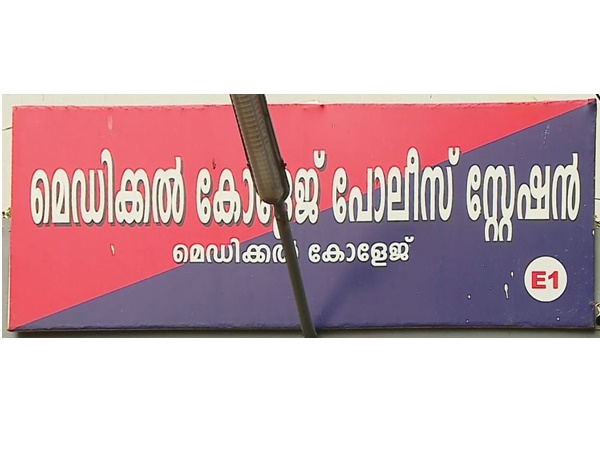 മെഡിക്കൽ കോളേജ് പോലീസ് സ്റ്റേഷൻ
മെഡിക്കൽ കോളേജ്
E1